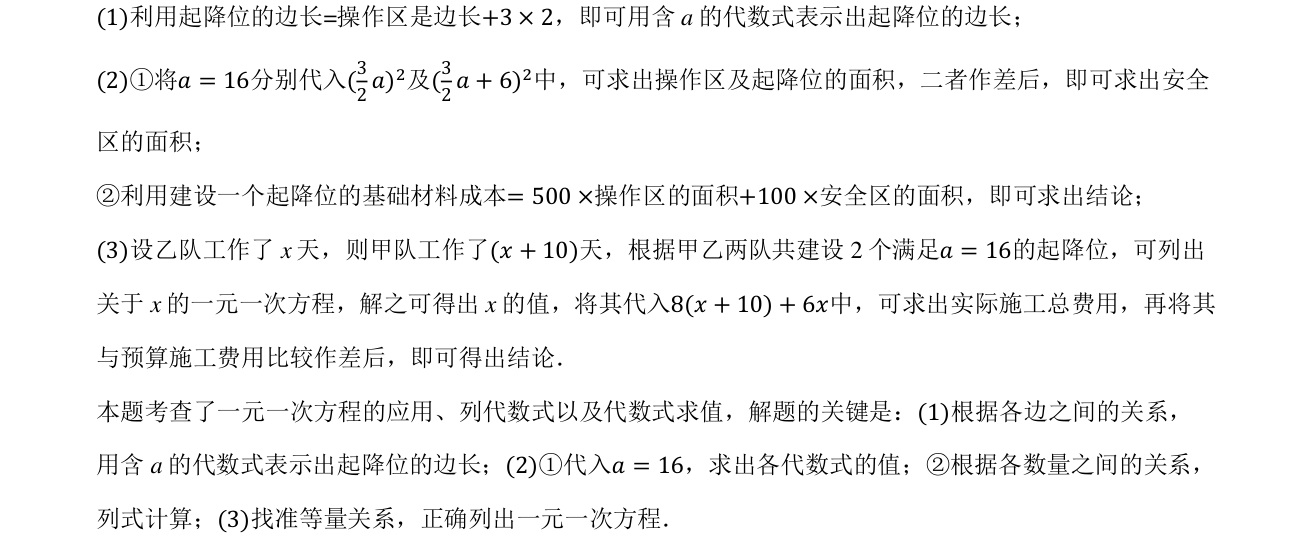 (1)利用起降位的边长=操作区是边长+3 × 2，即可用含 a 的代数式表示出起降位的边长；
(2)①将a = 16分别代入(3/2 a)²及(3/2 a + 6)²中，可求出操作区及起降位的面积，二者作差后，即可求出安全
区的面积；
②利用建设一个起降位的基础材料成本= 500 ×操作区的面积+100 ×安全区的面积，即可求出结论；
(3)设乙队工作了 x 天，则甲队工作了(x + 10)天，根据甲乙两队共建设 2 个满足a = 16的起降位，可列出
关于 x 的一元一次方程，解之可得出 x 的值，将其代入8(x + 10) + 6x中，可求出实际施工总费用，再将其
与预算施工费用比较作差后，即可得出结论．
本题考查了一元一次方程的应用、列代数式以及代数式求值，解题的关键是：(1)根据各边之间的关系，
用含 a 的代数式表示出起降位的边长；(2)①代入a = 16，求出各代数式的值；②根据各数量之间的关系，
列式计算；(3)找准等量关系，正确列出一元一次方程．